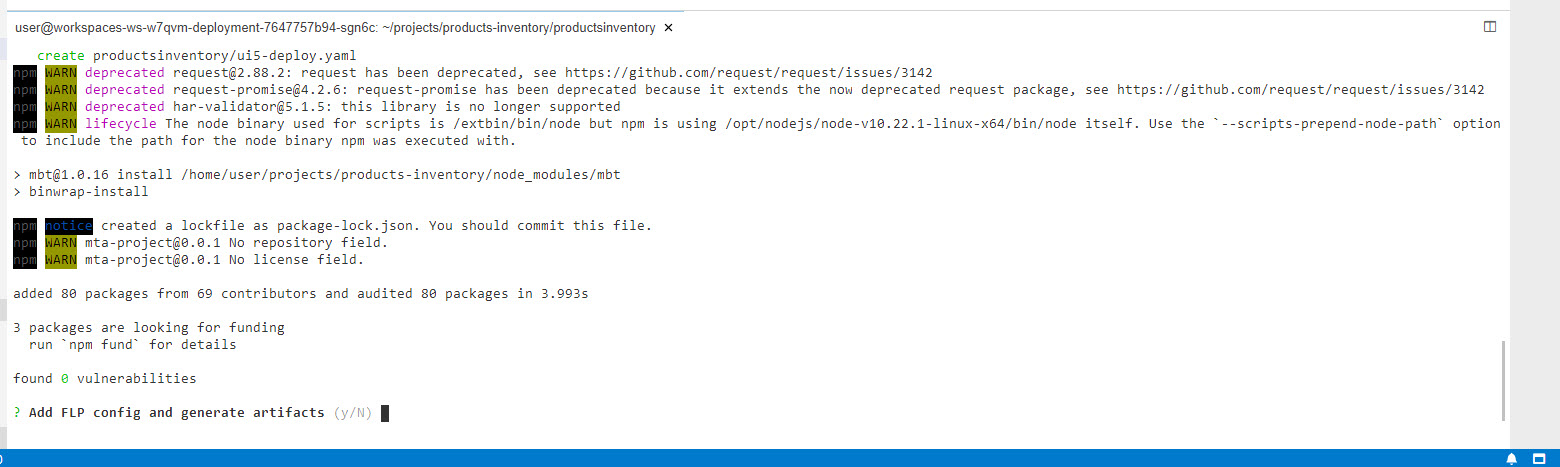 user@workspaces-ws-w7qvm-deployment-7647757b94-sgn6c: ~/projects/products-inventory/productsinventory ×
create productsinventory/ui5-deploy.yaml
npm WARN deprecated request@2.88.2: request has been deprecated, see https://github.com/request/request/issues/3142
npm WARN deprecated request-promise@4.2.6: request-promise has been deprecated because it extends the now deprecated request package, see https://github.com/request/request/issues/3142
npm WARN deprecated har-validator@5.1.5: this library is no longer supported
npm WARN lifecycle The node binary used for scripts is /extbin/bin/node but npm is using /opt/nodejs/node-v10.22.1-linux-x64/bin/node itself. Use the `--scripts-prepend-node-path` option
to include the path for the node binary npm was executed with.
> mbt@1.0.16 install /home/user/projects/products-inventory/node_modules/mbt
> binwrap-install
npm notice created a lockfile as package-lock.json. You should commit this file.
npm WARN mta-project@0.0.1 No repository field.
npm WARN mta-project@0.0.1 No license field.
added 80 packages from 69 contributors and audited 80 packages in 3.993s
3 packages are looking for funding
run `npm fund` for details
found 0 vulnerabilities
? Add FLP config and generate artifacts (y/N)